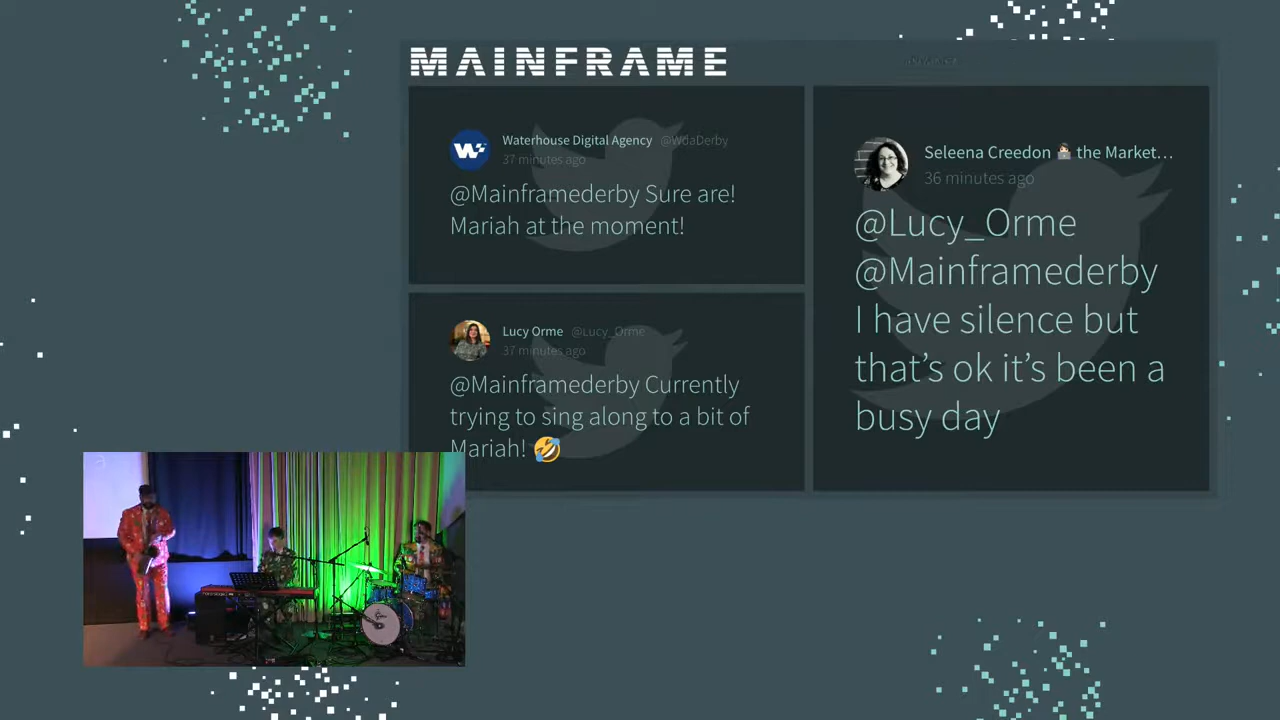 MAINFRAME
Waterhouse Digital Agency @WdaDerby
37 minutes ago
@Mainframederby Sure are!
Mariah at the moment!
Lucy Orme @Lucy_Orme
37 minutes ago
@Mainframederby Currently
trying to sing along to a bit of
Mariah! 🤣
Seleena Creedon 👩🏻‍💻 the Market…
36 minutes ago
@Lucy_Orme
@Mainframederby
I have silence but
that’s ok it’s been a
busy day